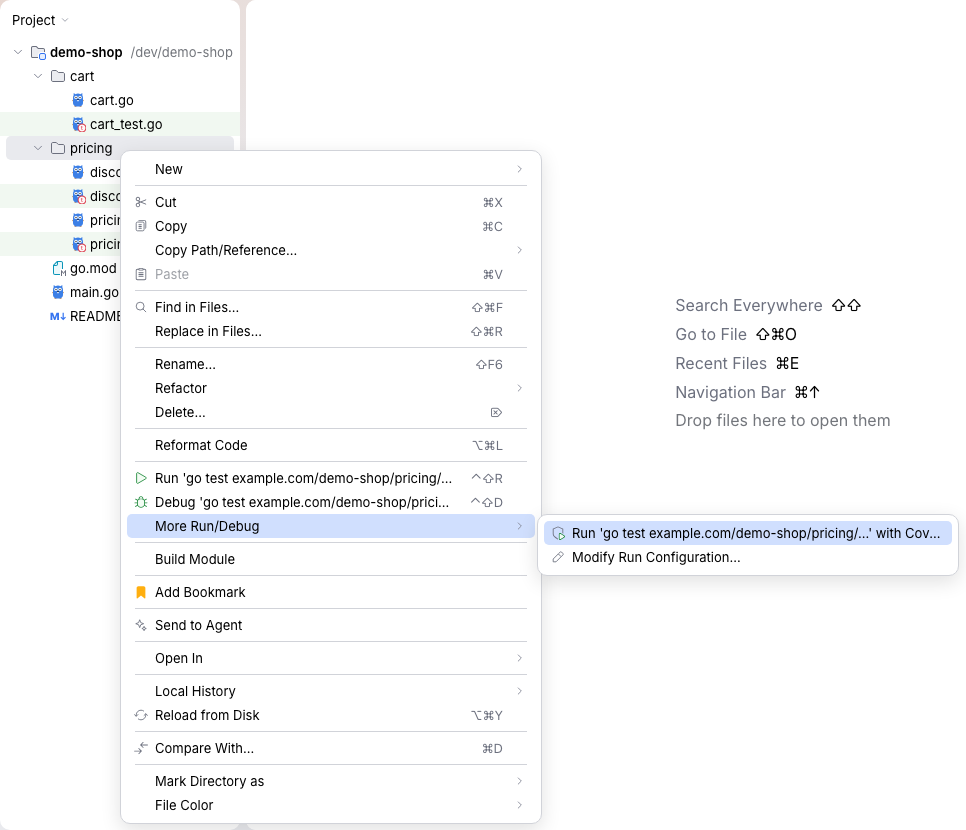 Project
demo-shop /dev/demo-shop
cart
cart.go
cart_test.go
pricing
go.mod
main.go
New
Cut ⌘X
Copy ⌘C
Copy Path/Reference...
Paste ⌘V
Find in Files... ⇧⌘F
Replace in Files... ⇧⌘R
Rename... ⇧F6
Refactor
Delete... ⌦
Reformat Code ⌥⌘L
Run 'go test example.com/demo-shop/pricing/... ⌃⇧R
Debug 'go test example.com/demo-shop/prici... ⌃⇧D
More Run/Debug
Run 'go test example.com/demo-shop/pricing/...' with Cov...
Modify Run Configuration...
Build Module
Add Bookmark
Send to Agent
Open In
Local History
Reload from Disk ⌥⌘Y
Compare With... ⌘D
Mark Directory as
File Color
Search Everywhere ⇧⇧
Go to File ⇧⌘O
Recent Files ⌘E
Navigation Bar ⌘↑
Drop files here to open them